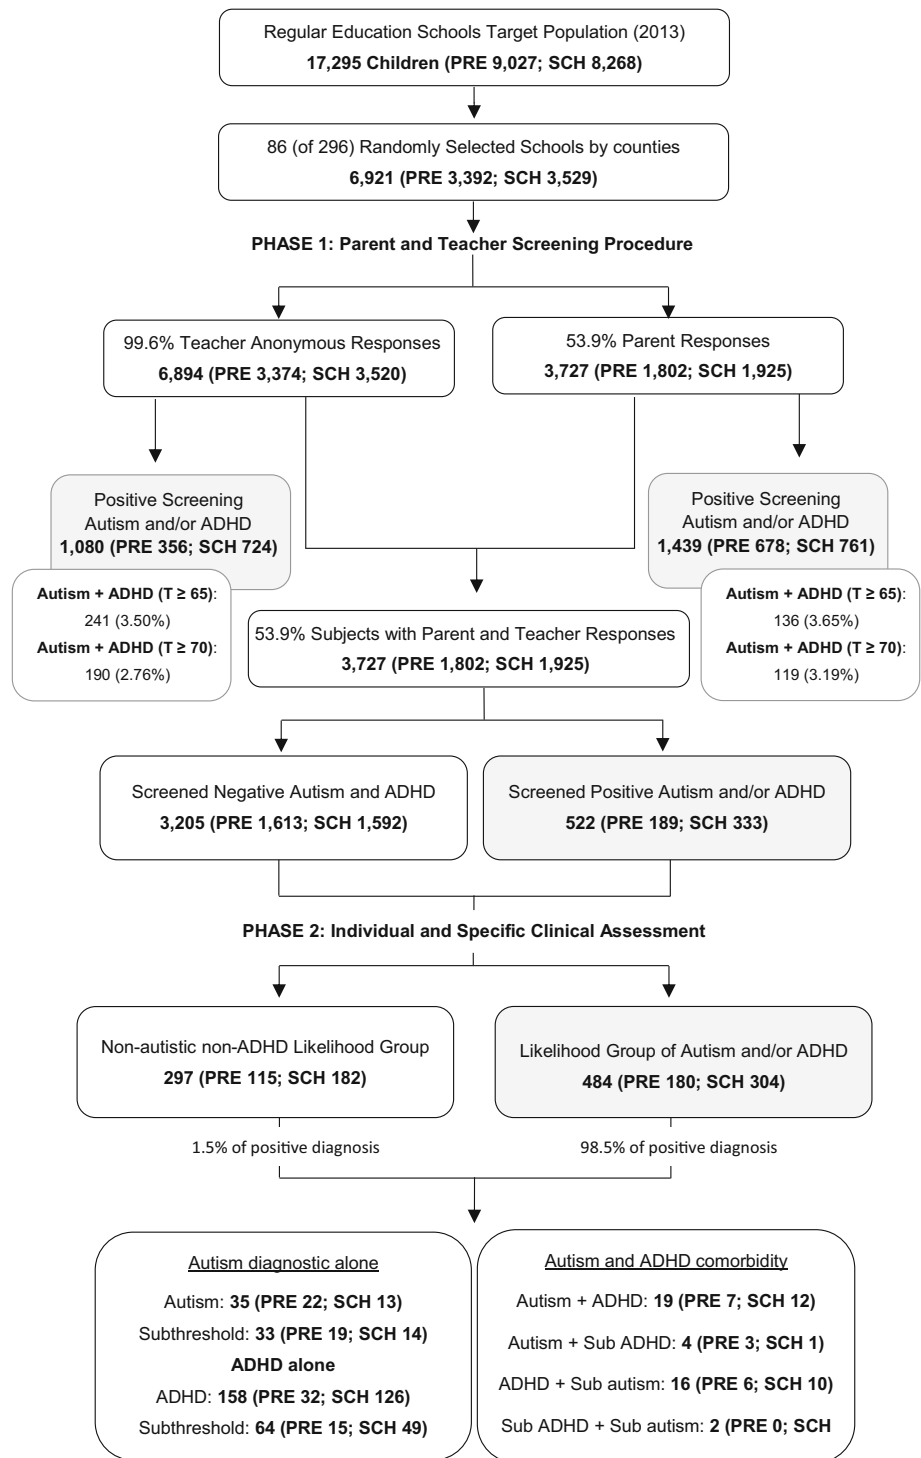 Regular Education Schools Target Population (2013)
17,295 Children (PRE 9,027; SCH 8,268)
86 (of 296) Randomly Selected Schools by counties
6,921 (PRE 3,392; SCH 3,529)
PHASE 1: Parent and Teacher Screening Procedure
99.6% Teacher Anonymous Responses
6,894 (PRE 3,374; SCH 3,520)
53.9% Parent Responses
3,727 (PRE 1,802; SCH 1,925)
Positive Screening
Autism and/or ADHD
1,080 (PRE 356; SCH 724)
Autism + ADHD (T ≥ 65):
241 (3.50%)
Autism + ADHD (T ≥ 70):
190 (2.76%)
Positive Screening
Autism and/or ADHD
1,439 (PRE 678; SCH 761)
Autism + ADHD (T ≥ 65):
136 (3.65%)
Autism + ADHD (T ≥ 70):
119 (3.19%)
53.9% Subjects with Parent and Teacher Responses
3,727 (PRE 1,802; SCH 1,925)
Screened Negative Autism and ADHD
3,205 (PRE 1,613; SCH 1,592)
Screened Positive Autism and/or ADHD
522 (PRE 189; SCH 333)
PHASE 2: Individual and Specific Clinical Assessment
Non-autistic non-ADHD Likelihood Group
297 (PRE 115; SCH 182)
Likelihood Group of Autism and/or ADHD
484 (PRE 180; SCH 304)
1.5% of positive diagnosis
98.5% of positive diagnosis
Autism diagnostic alone
Autism: 35 (PRE 22; SCH 13)
Subthreshold: 33 (PRE 19; SCH 14)
ADHD alone
ADHD: 158 (PRE 32; SCH 126)
Subthreshold: 64 (PRE 15; SCH 49)
Autism and ADHD comorbidity
Autism + ADHD: 19 (PRE 7; SCH 12)
Autism + Sub ADHD: 4 (PRE 3; SCH 1)
ADHD + Sub autism: 16 (PRE 6; SCH 10)
Sub ADHD + Sub autism: 2 (PRE 0; SCH